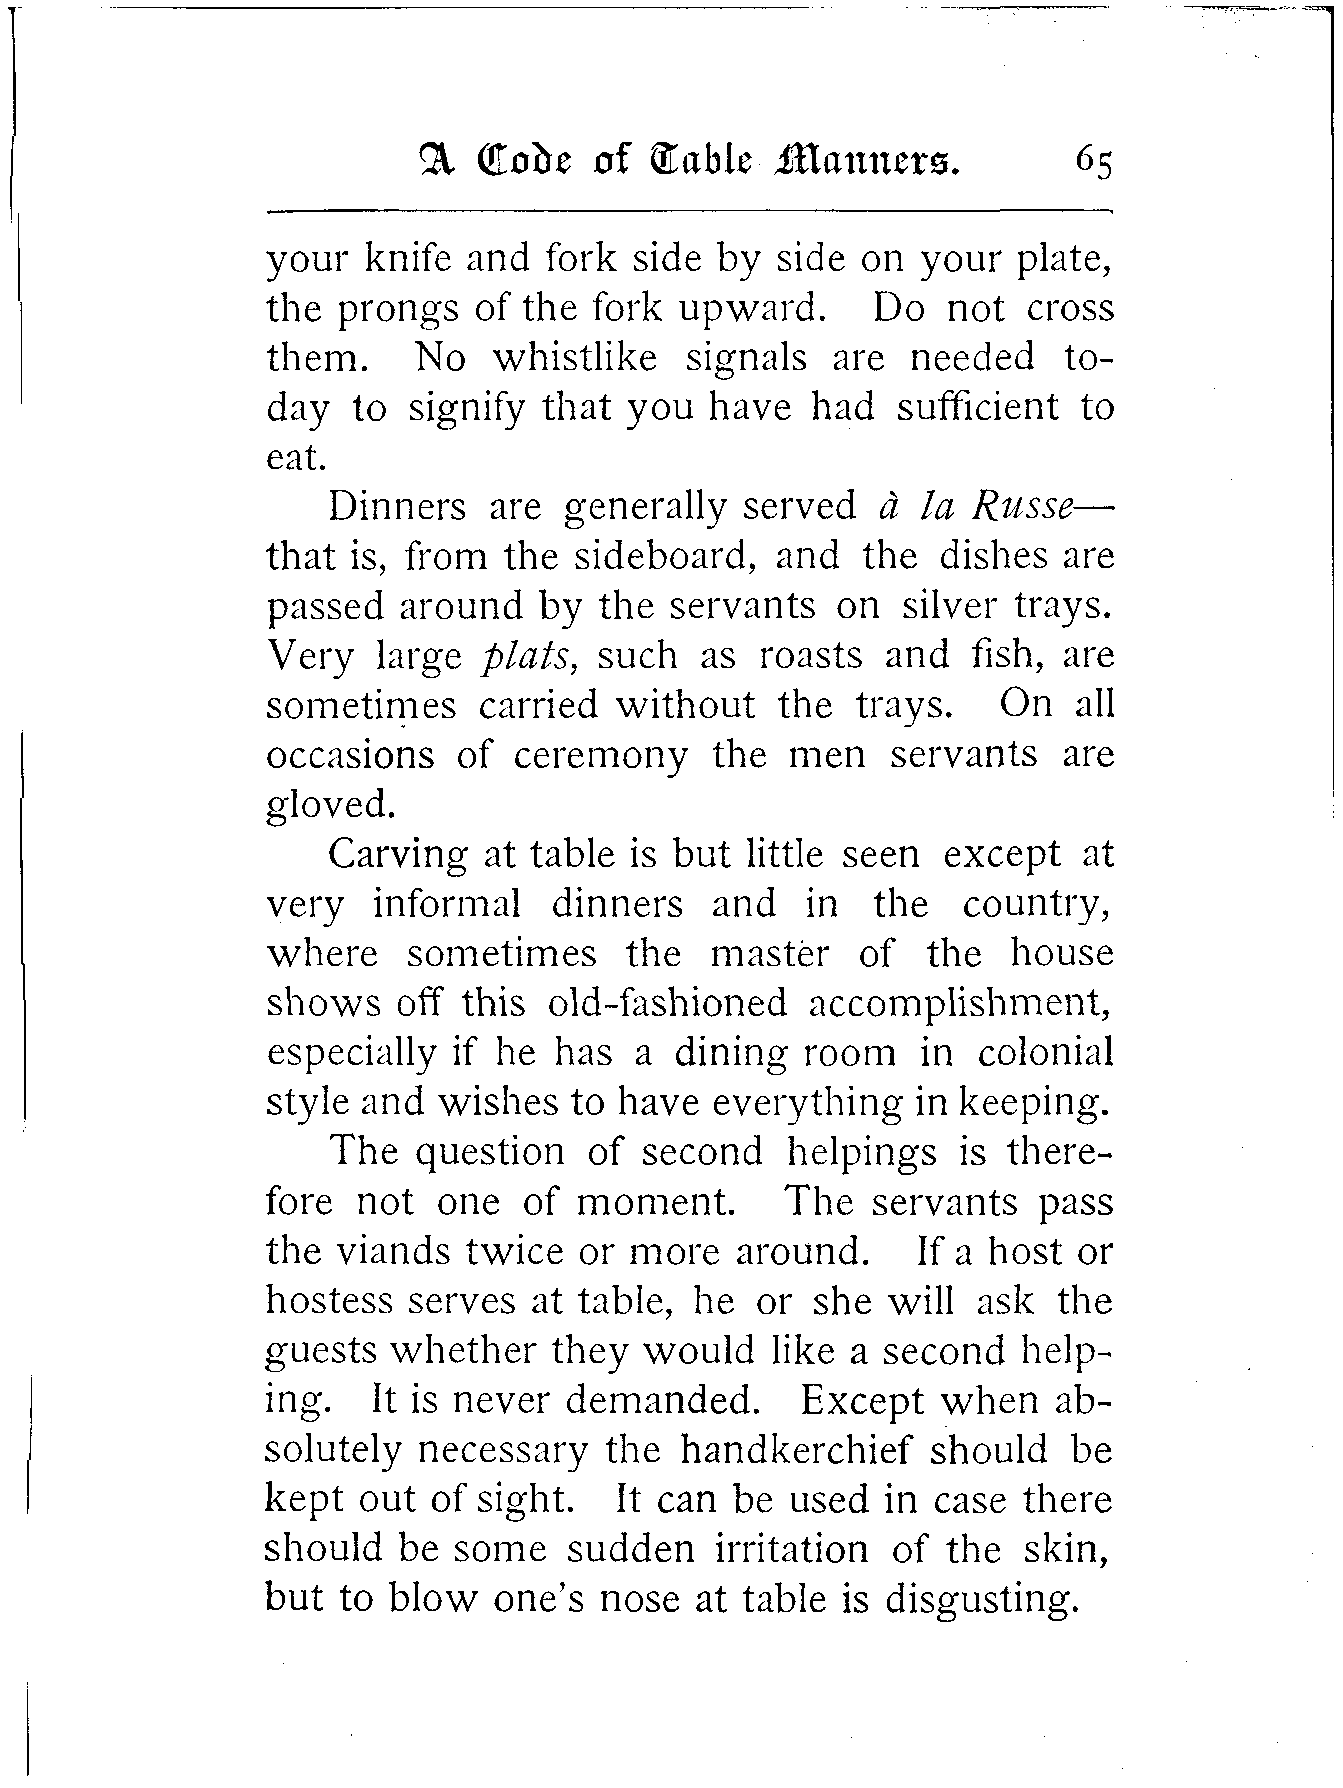 A Code of Table Manners. 65
your knife and fork side by side on your plate,
the prongs of the fork upward. Do not cross
them. No whistlike signals are needed to-
day to signify that you have had sufficient to
eat.
Dinners are generally served à la Russe—
that is, from the sideboard, and the dishes are
passed around by the servants on silver trays.
Very large plats, such as roasts and fish, are
sometimes carried without the trays. On all
occasions of ceremony the men servants are
gloved.
Carving at table is but little seen except at
very informal dinners and in the country,
where sometimes the master of the house
shows off this old-fashioned accomplishment,
especially if he has a dining room in colonial
style and wishes to have everything in keeping.
The question of second helpings is there-
fore not one of moment. The servants pass
the viands twice or more around. If a host or
hostess serves at table, he or she will ask the
guests whether they would like a second help-
ing. It is never demanded. Except when ab-
solutely necessary the handkerchief should be
kept out of sight. It can be used in case there
should be some sudden irritation of the skin,
but to blow one's nose at table is disgusting.